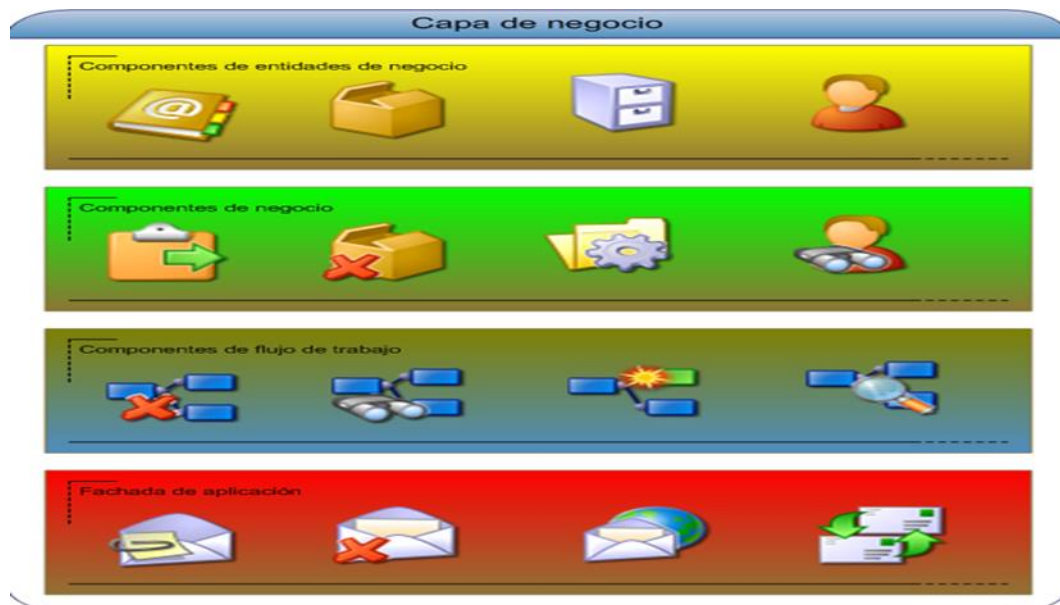 Capa de negocio
Componentes de entidades de negocio
@
Componentes de negocio
Componentes de flujo de trabajo
Fachada de aplicación